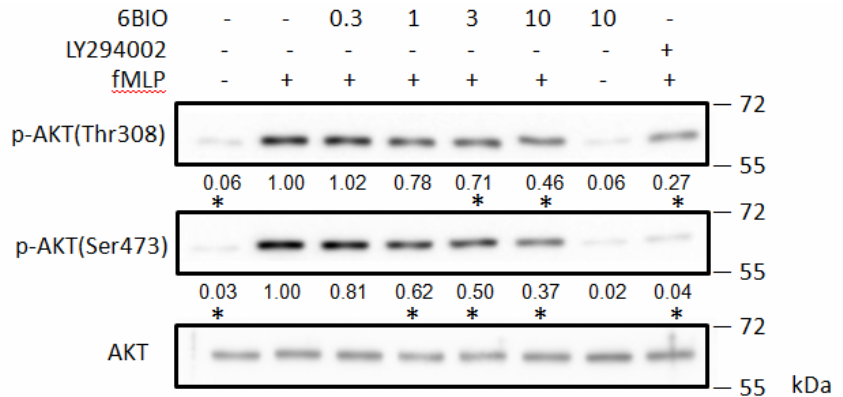 6BIO - - 0.3 1 3 10 10 -
LY294002 - - - - - - - +
fMLP - + + + + + - +
72
p-AKT(Thr308)
55
0.06 1.00 1.02 0.78 0.71 0.46 0.06 0.27
* * * *
72
p-AKT(Ser473)
55
0.03 1.00 0.81 0.62 0.50 0.37 0.02 0.04
* * * * *
72
AKT
55 kDa